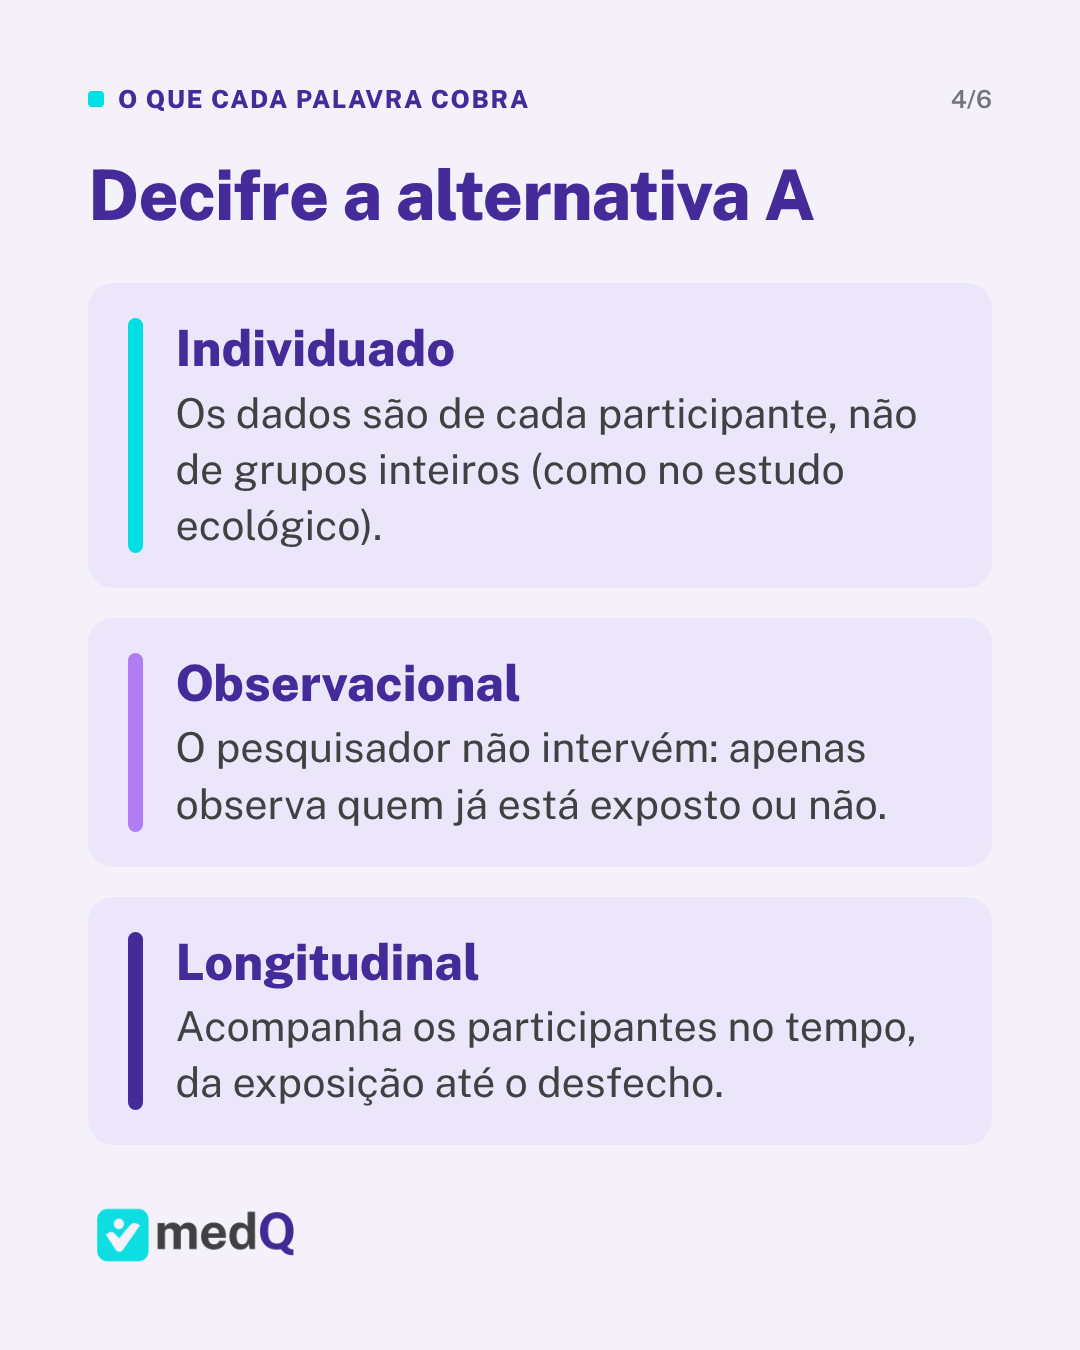 O QUE CADA PALAVRA COBRA
4/6
Decifre a alternativa A
Individuado
Os dados são de cada participante, não
de grupos inteiros (como no estudo
ecológico).
Observacional
O pesquisador não intervém: apenas
observa quem já está exposto ou não.
Longitudinal
Acompanha os participantes no tempo,
da exposição até o desfecho.
medQ